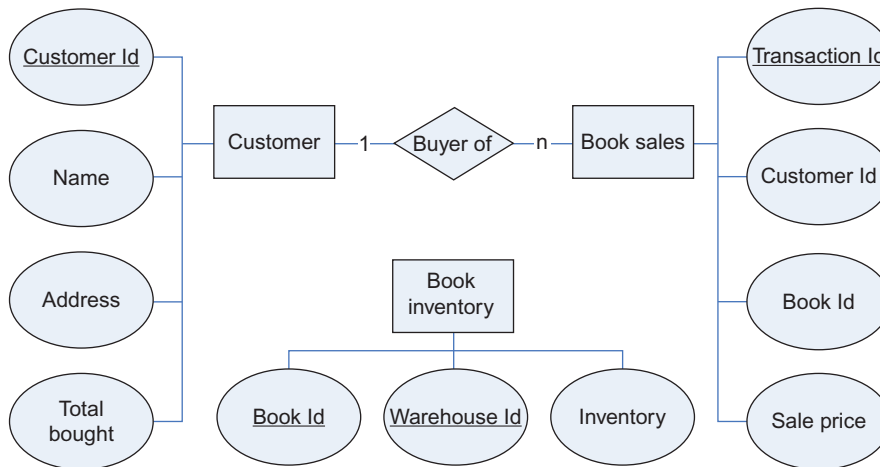 Customer Id
Name
Address
Total
bought
Customer
1
Buyer of
n
Book sales
Transaction Id
Customer Id
Book Id
Sale price
Book
inventory
Book Id
Warehouse Id
Inventory